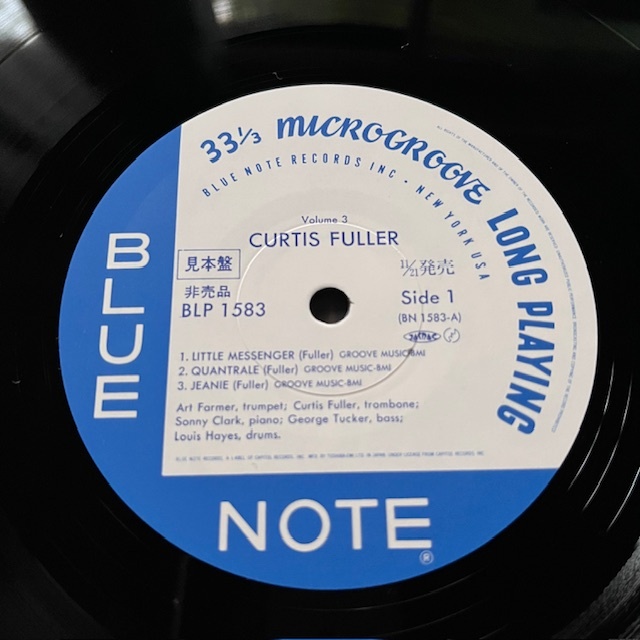 33⅓ MICROGROOVE LONG PLAYING
BLUE NOTE RECORDS INC • NEW YORK USA
Volume 3
CURTIS FULLER
見本盤
非売品
BLP 1583
11/21発売
Side 1
(BN 1583-A)
1. LITTLE MESSENGER (Fuller) GROOVE MUSIC-BMI
2. QUANTRALE (Fuller) GROOVE MUSIC-BMI
3. JEANIE (Fuller) GROOVE MUSIC-BMI
Art Farmer, trumpet; Curtis Fuller, trombone;
Sonny Clark, piano; George Tucker, bass;
Louis Hayes, drums.
BLUE
NOTE
®